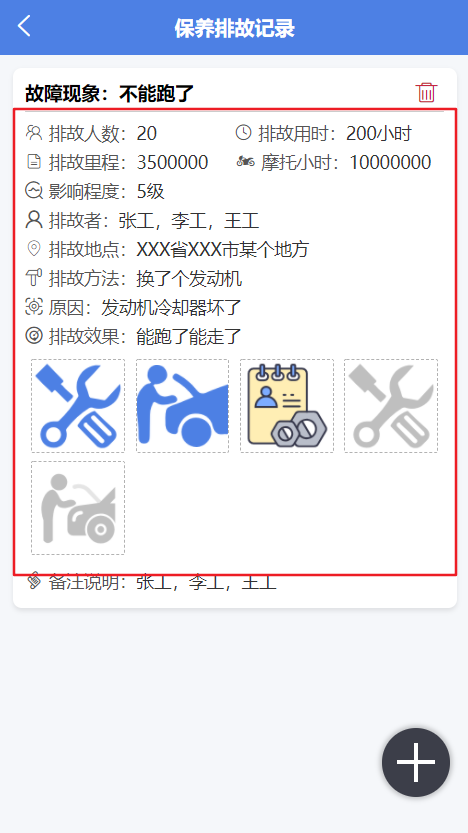 保养排故记录
故障现象：不能跑了
排故人数：20 排故用时：200小时
排故里程：3500000 摩托小时：10000000
影响程度：5级
排故者：张工，李工，王工
排故地点：XXX省XXX市某个地方
排故方法：换了个发动机
原因：发动机冷却器坏了
排故效果：能跑了能走了
备注说明：张工，李工，王工